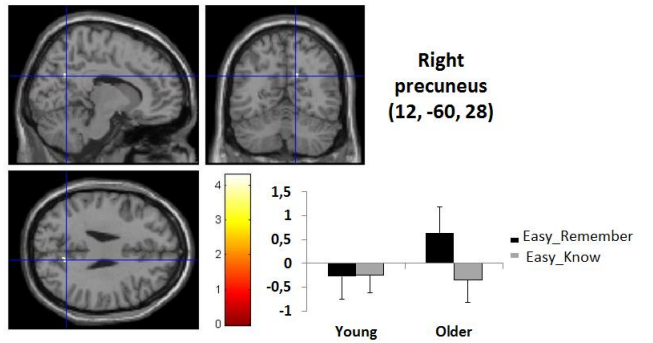 Right
precuneus
(12, -60, 28)
4
3
2
1
0
1,5
1
0,5
0
-0,5
-1
Young Older
Easy_Remember
Easy_Know